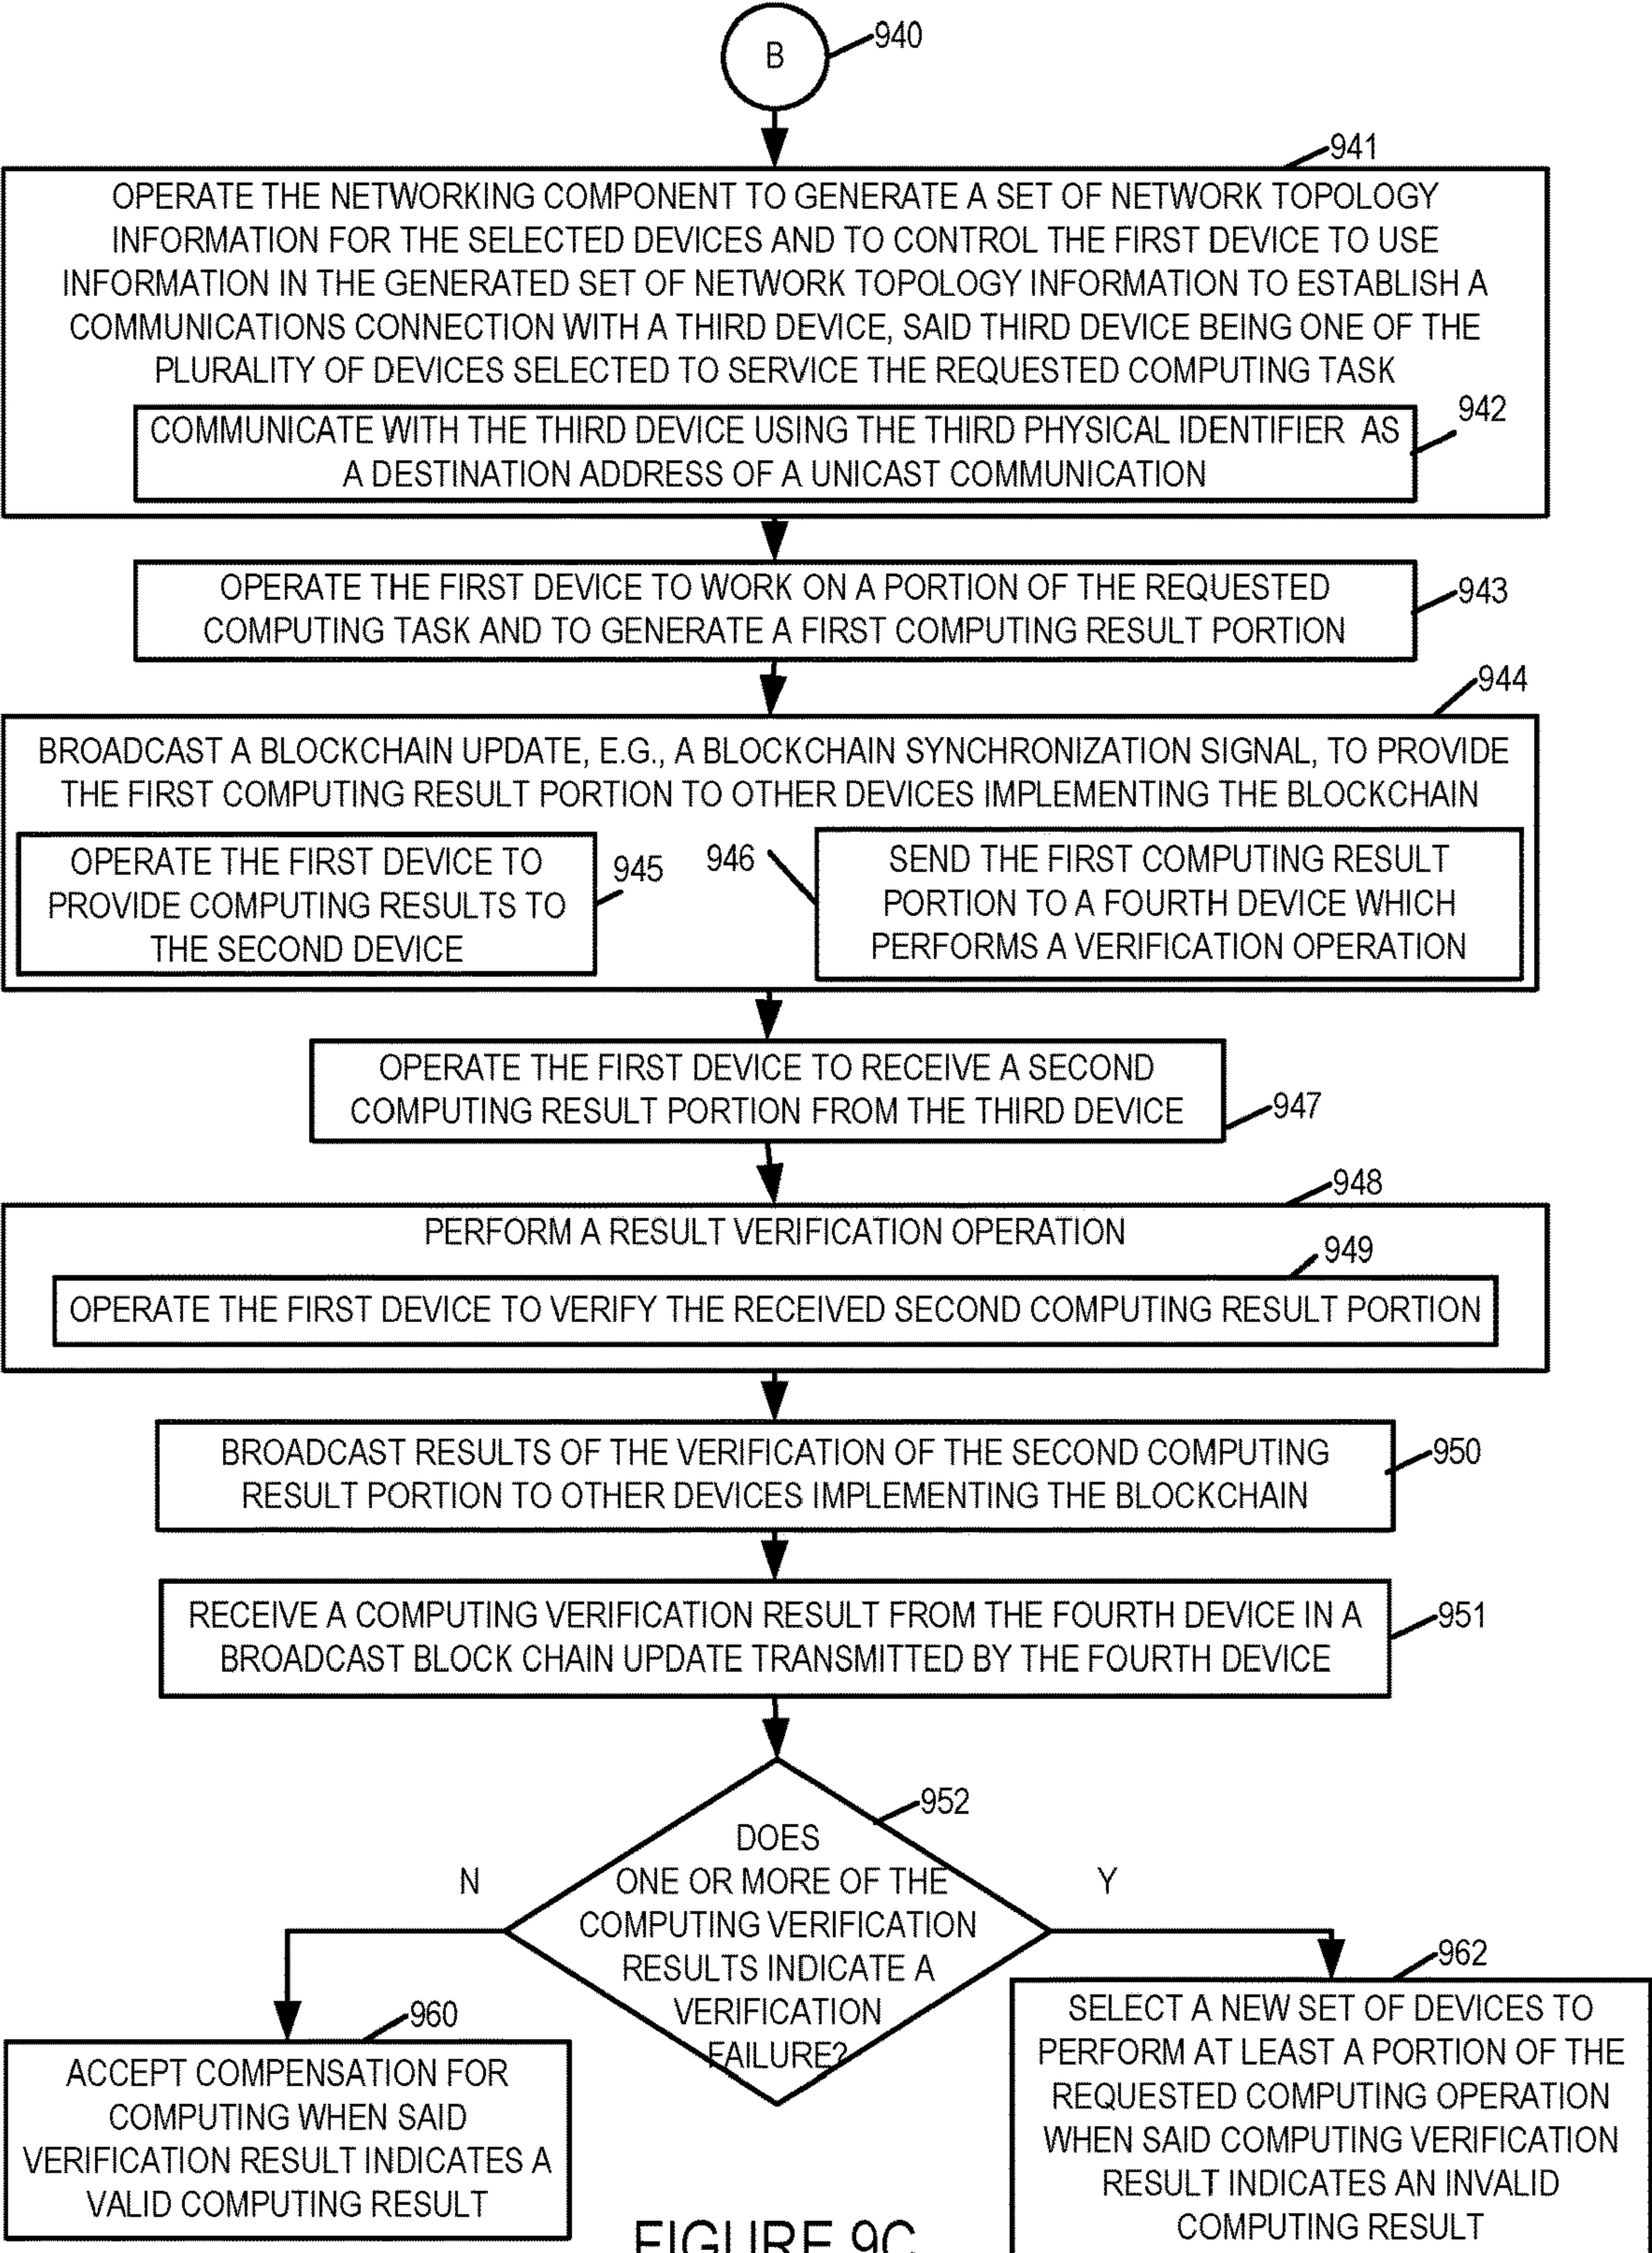 B
940
941
OPERATE THE NETWORKING COMPONENT TO GENERATE A SET OF NETWORK TOPOLOGY
INFORMATION FOR THE SELECTED DEVICES AND TO CONTROL THE FIRST DEVICE TO USE
INFORMATION IN THE GENERATED SET OF NETWORK TOPOLOGY INFORMATION TO ESTABLISH A
COMMUNICATIONS CONNECTION WITH A THIRD DEVICE, SAID THIRD DEVICE BEING ONE OF THE
PLURALITY OF DEVICES SELECTED TO SERVICE THE REQUESTED COMPUTING TASK
942
COMMUNICATE WITH THE THIRD DEVICE USING THE THIRD PHYSICAL IDENTIFIER AS
A DESTINATION ADDRESS OF A UNICAST COMMUNICATION
OPERATE THE FIRST DEVICE TO WORK ON A PORTION OF THE REQUESTED
COMPUTING TASK AND TO GENERATE A FIRST COMPUTING RESULT PORTION
943
944
BROADCAST A BLOCKCHAIN UPDATE, E.G., A BLOCKCHAIN SYNCHRONIZATION SIGNAL, TO PROVIDE
THE FIRST COMPUTING RESULT PORTION TO OTHER DEVICES IMPLEMENTING THE BLOCKCHAIN
OPERATE THE FIRST DEVICE TO
PROVIDE COMPUTING RESULTS TO
THE SECOND DEVICE
945
946
SEND THE FIRST COMPUTING RESULT
PORTION TO A FOURTH DEVICE WHICH
PERFORMS A VERIFICATION OPERATION
OPERATE THE FIRST DEVICE TO RECEIVE A SECOND
COMPUTING RESULT PORTION FROM THE THIRD DEVICE
947
948
PERFORM A RESULT VERIFICATION OPERATION
949
OPERATE THE FIRST DEVICE TO VERIFY THE RECEIVED SECOND COMPUTING RESULT PORTION
BROADCAST RESULTS OF THE VERIFICATION OF THE SECOND COMPUTING
RESULT PORTION TO OTHER DEVICES IMPLEMENTING THE BLOCKCHAIN
950
RECEIVE A COMPUTING VERIFICATION RESULT FROM THE FOURTH DEVICE IN A
BROADCAST BLOCK CHAIN UPDATE TRANSMITTED BY THE FOURTH DEVICE
951
952
DOES
ONE OR MORE OF THE
COMPUTING VERIFICATION
RESULTS INDICATE A
VERIFICATION
FAILURE?
N
Y
960
ACCEPT COMPENSATION FOR
COMPUTING WHEN SAID
VERIFICATION RESULT INDICATES A
VALID COMPUTING RESULT
962
SELECT A NEW SET OF DEVICES TO
PERFORM AT LEAST A PORTION OF THE
REQUESTED COMPUTING OPERATION
WHEN SAID COMPUTING VERIFICATION
RESULT INDICATES AN INVALID
COMPUTING RESULT
FIGURE 9C